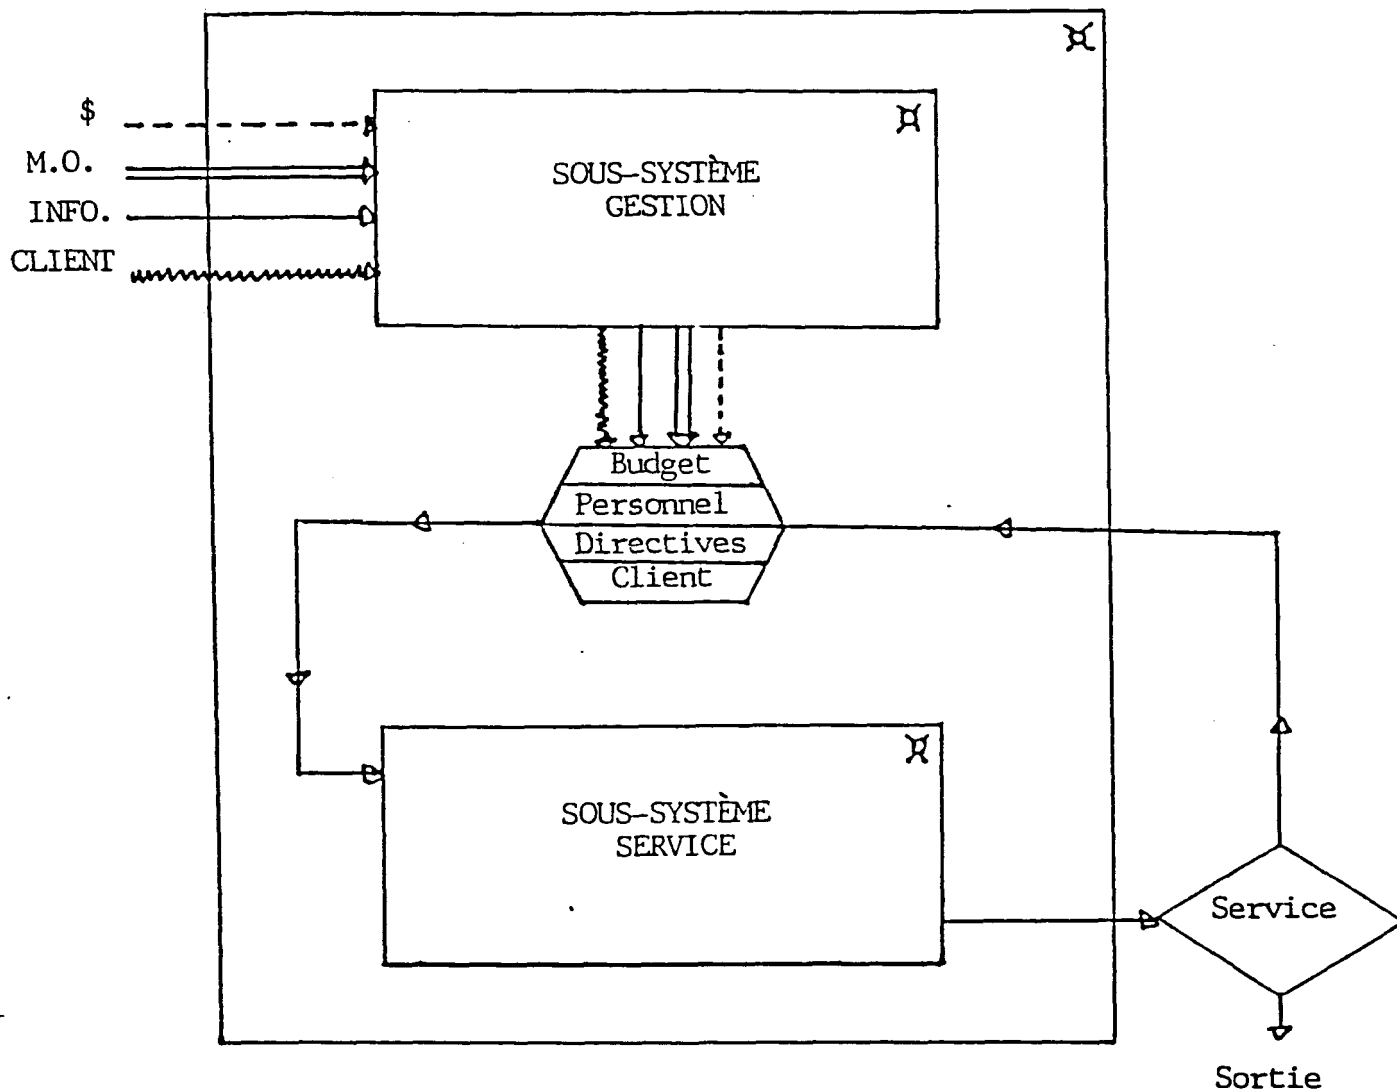 $
M.O.
INFO.
CLIENT
SOUS-SYSTÈME
GESTION
Budget
Personnel
Directives
Client
SOUS-SYSTÈME
SERVICE
Service
Sortie